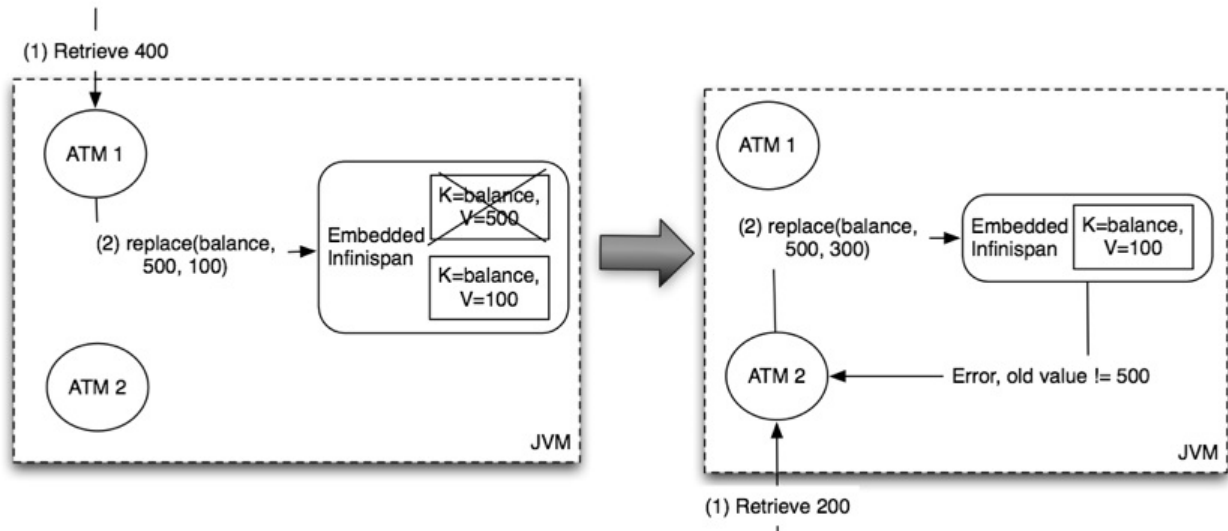 (1) Retrieve 400
ATM 1
K=balance,
V=500
(2) replace(balance,
500, 100)
Embedded
Infinispan
K=balance,
V=100
ATM 2
JVM
ATM 1
(2) replace(balance,
500, 300)
Embedded
Infinispan
K=balance,
V=100
ATM 2
Error, old value != 500
JVM
(1) Retrieve 200